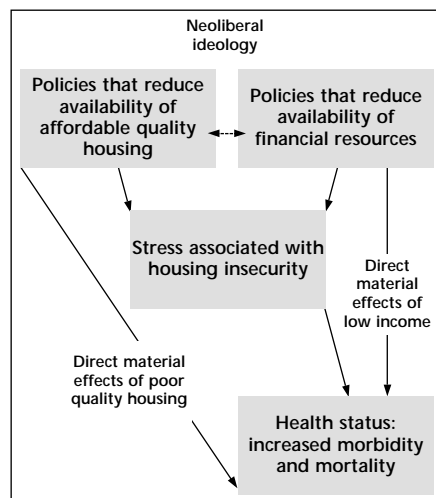 Neoliberal
ideology
Policies that reduce
availability of
affordable quality
housing
Policies that reduce
availability of
financial resources
Stress associated with
housing insecurity
Direct
material
effects of
low income
Direct material
effects of poor
quality housing
Health status:
increased morbidity
and mortality